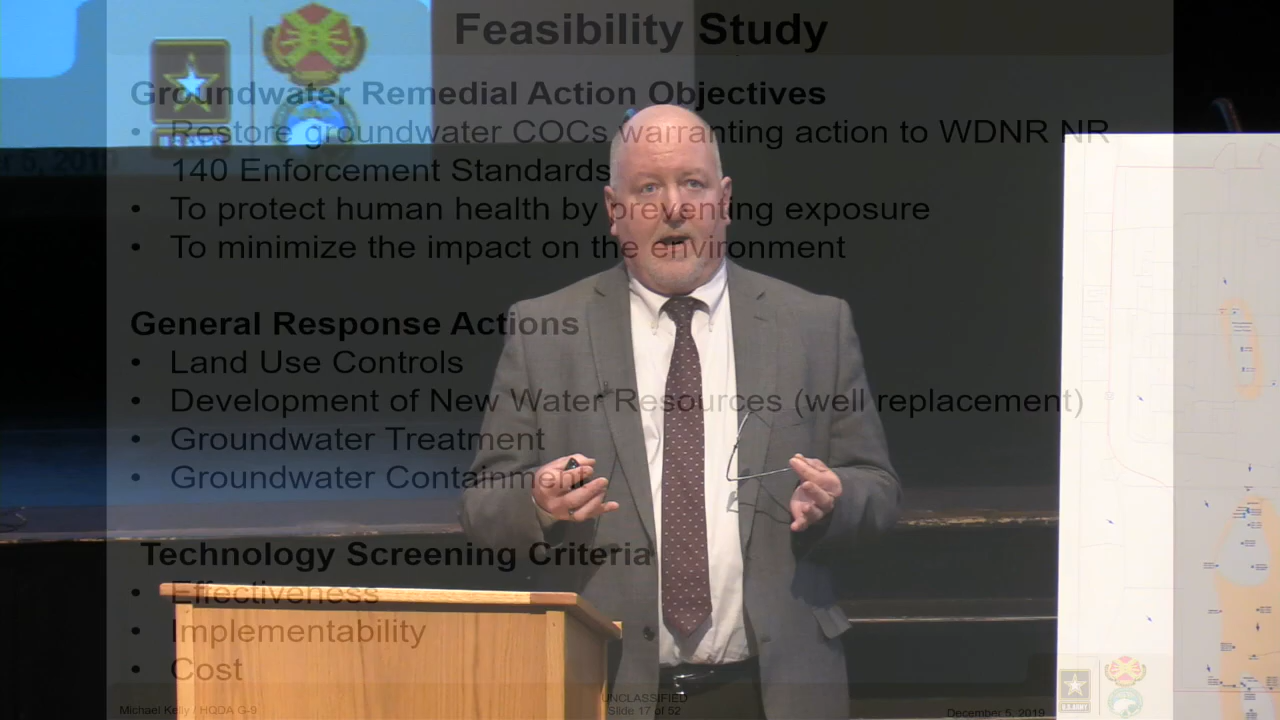 Feasibility Study
Groundwater Remedial Action Objectives
• Restore groundwater COCs warranting action to WDNR NR
140 Enforcement Standards
• To protect human health by preventing exposure
• To minimize the impact on the environment
General Response Actions
• Land Use Controls
• Development of New Water Resources (well replacement)
• Groundwater Treatment
• Groundwater Containment
Technology Screening Criteria
• Effectiveness
• Implementability
• Cost
Michael Kelly / HQDA G-9
UNCLASSIFIED
Slide 17 of 52
U.S. ARMY
December 5, 2019